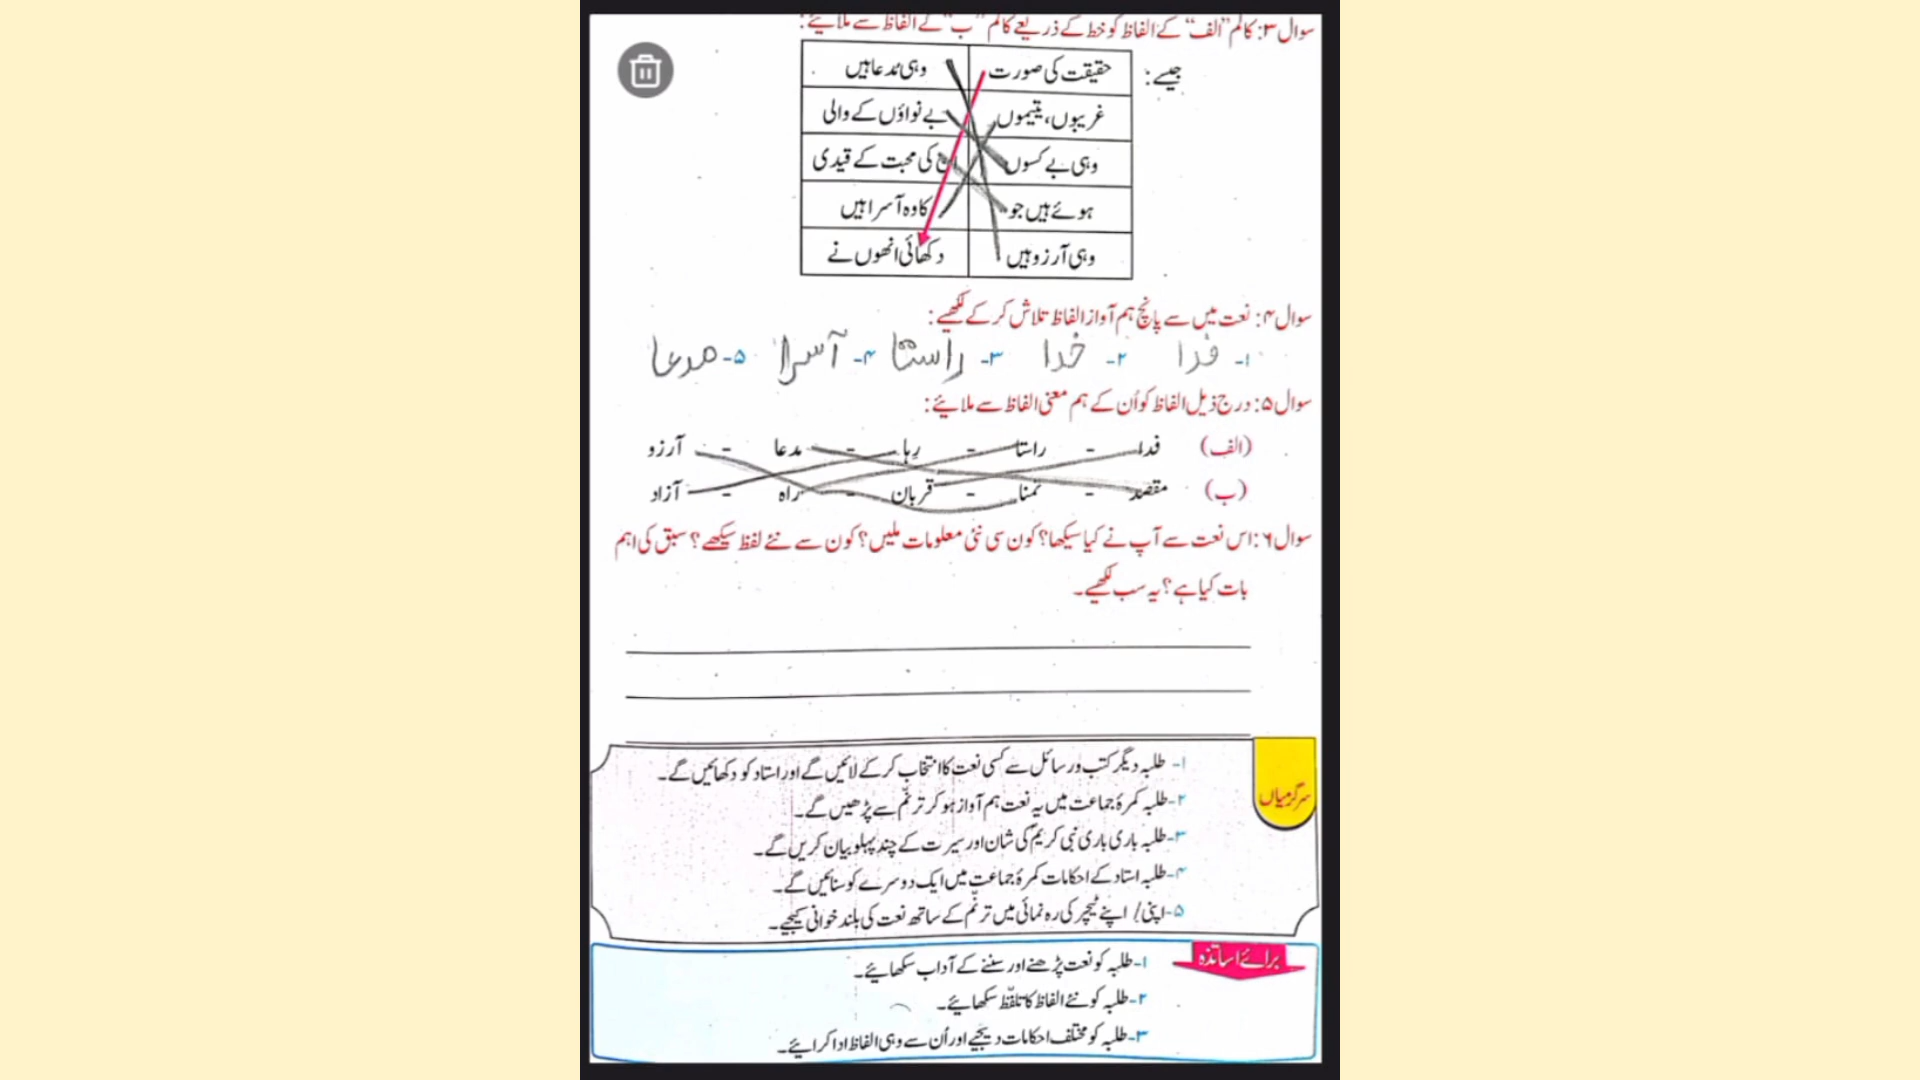 سوال ۳: کالم "الف" کے الفاظ کو خط کے ذریعے کالم "ب" کے الفاظ سے ملائیے:
جیسے: حقیقت کی صورت وہی مُدعا ہیں
غریبوں، یتیموں بے نواؤں کے والی
وہی بے کسوں کی محبت کے قیدی
ہوئے ہیں جو کا وہ آسرا ہیں
وہی آرزو ہیں دکھائی انھوں نے
سوال ۴: نعت میں سے پانچ ہم آواز الفاظ تلاش کر کے لکھیے:
۱- فدا ۲- خدا ۳- راستا ۴- آسرا ۵- مدعا
سوال ۵: درج ذیل الفاظ کو اُن کے ہم معنی الفاظ سے ملائیے:
(الف) فدا - راستا - رہا - مدعا - آرزو
(ب) مقصد - تمنا - قربان - راہ - آزاد
سوال ۶: اس نعت سے آپ نے کیا سیکھا؟ کون سی نئی معلومات ملیں؟ کون سے نئے لفظ سیکھے؟ سبق کی اہم
بات کیا ہے؟ یہ سب لکھیے۔
سرگرمیاں
۱- طلبہ دیگر کتب ورسائل سے کسی نعت کا انتخاب کر کے لائیں گے اور استاد کو دکھائیں گے۔
۲- طلبہ کمرۂ جماعت میں یہ نعت ہم آواز ہو کر ترنّم سے پڑھیں گے۔
۳- طلبہ باری باری نبی کریمؐ کی شان اور سیرت کے چند پہلو بیان کریں گے۔
۴- طلبہ استاد کے احکامات کمرۂ جماعت میں ایک دوسرے کو سنائیں گے۔
۵- اپنی/ اپنے ٹیچر کی رہ نمائی میں ترنّم کے ساتھ نعت کی بلند خوانی کیجیے۔
برائے اساتذہ
۱- طلبہ کو نعت پڑھنے اور سننے کے آداب سکھائیے۔
۲- طلبہ کو نئے الفاظ کا تلفّظ سکھائیے۔
۳- طلبہ کو مختلف احکامات دیجیے اور اُن سے وہی الفاظ ادا کرائیے۔